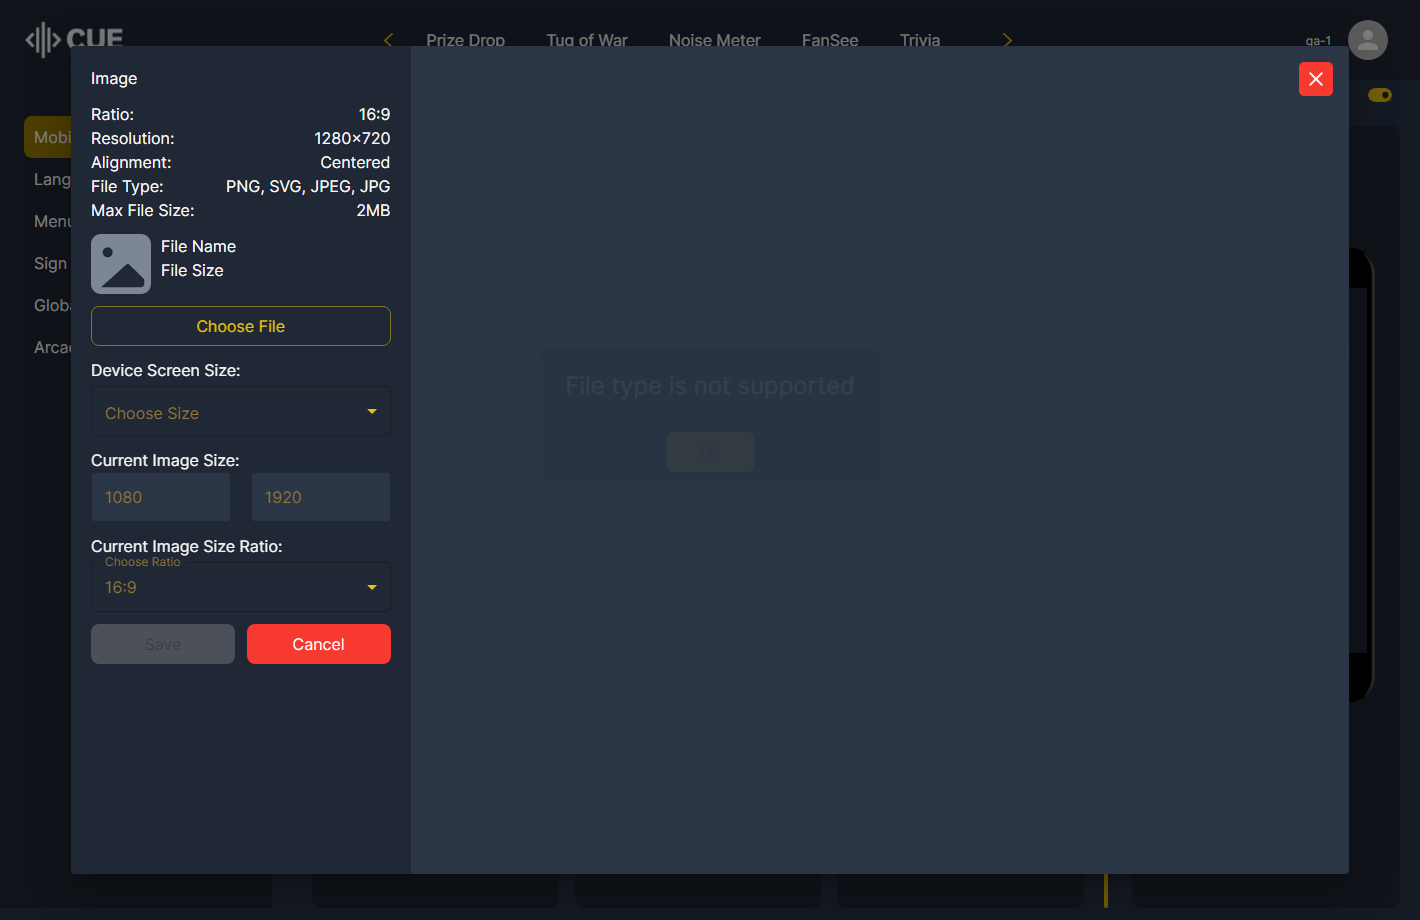 CUE
Prize Drop
Tug of War
Noise Meter
FanSee
Trivia
qa-1
Mobi
Lang
Menu
Sign
Globa
Arcad
Image
Ratio: 16:9
Resolution: 1280×720
Alignment: Centered
File Type: PNG, SVG, JPEG, JPG
Max File Size: 2MB
File Name
File Size
Choose File
Device Screen Size:
Choose Size
Current Image Size:
1080 1920
Current Image Size Ratio:
Choose Ratio
16:9
Save Cancel
File type is not supported
Ok